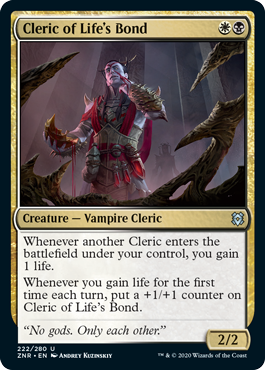 Cleric of Life's Bond
Creature — Vampire Cleric
Whenever another Cleric enters the
battlefield under your control, you gain
1 life.
Whenever you gain life for the first
time each turn, put a +1/+1 counter on
Cleric of Life's Bond.
"No gods. Only each other."
2/2
222/280 U
ZNR • EN Andrey Kuzinskiy
™ & © 2020 Wizards of the Coast